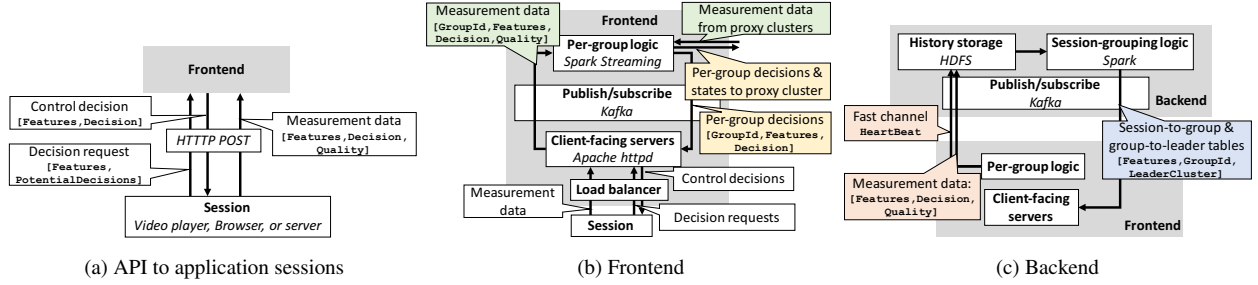 Frontend
Control decision
[Features,Decision]
HTTTP POST
Measurement data
[Features,Decision,
Quality]
Decision request
[Features,
PotentialDecisions]
Session
Video player, Browser, or server
(a) API to application sessions
Measurement data
[GroupId,Features,
Decision,Quality]
Frontend
Measurement data
from proxy clusters
Per-group logic
Spark Streaming
Per-group decisions &
states to proxy cluster
Publish/subscribe
Kafka
Per-group decisions
[GroupId,Features,
Decision]
Client-facing servers
Apache httpd
Control decisions
Load balancer
Measurement
data
Decision requests
Session
(b) Frontend
History storage
HDFS
Session-grouping logic
Spark
Publish/subscribe
Kafka
Backend
Fast channel
HeartBeat
Session-to-group &
group-to-leader tables
[Features,GroupId,
LeaderCluster]
Per-group logic
Measurement data:
[Features,Decision,
Quality]
Client-facing
servers
Frontend
(c) Backend